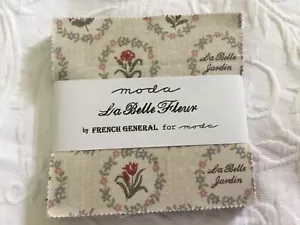 La Belle
Jardin
moda
La Belle Fleur
by FRENCH GENERAL for moda
La Belle
Jardin